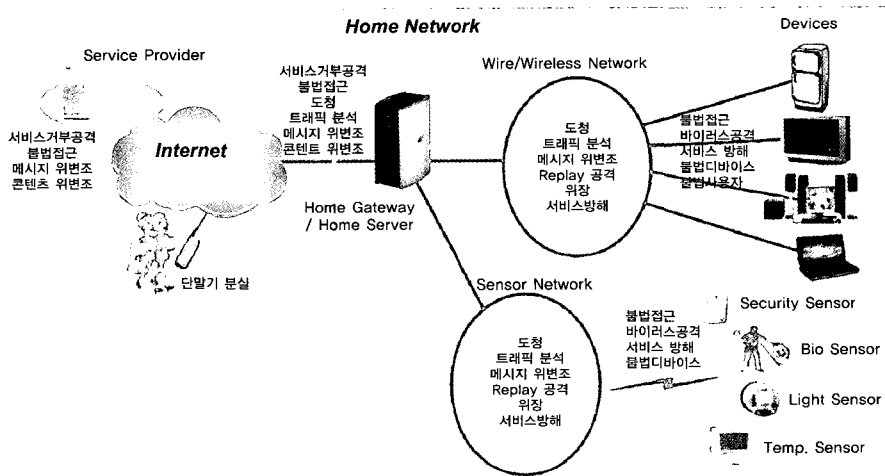 Home Network
Service Provider
서비스거부공격
불법접근
메시지 위변조
콘텐츠 위변조
Internet
단말기 분실
서비스거부공격
불법접근
도청
트래픽 분석
메시지 위변조
콘텐트 위변조
Home Gateway
/ Home Server
Wire/Wireless Network
도청
트래픽 분석
메시지 위변조
Replay 공격
위장
서비스방해
Devices
불법접근
바이러스공격
서비스 방해
불법디바이스
불법사용자
Sensor Network
도청
트래픽 분석
메시지 위변조
Replay 공격
위장
서비스방해
불법접근
바이러스공격
서비스 방해
불법디바이스
Security Sensor
Bio Sensor
Light Sensor
Temp. Sensor